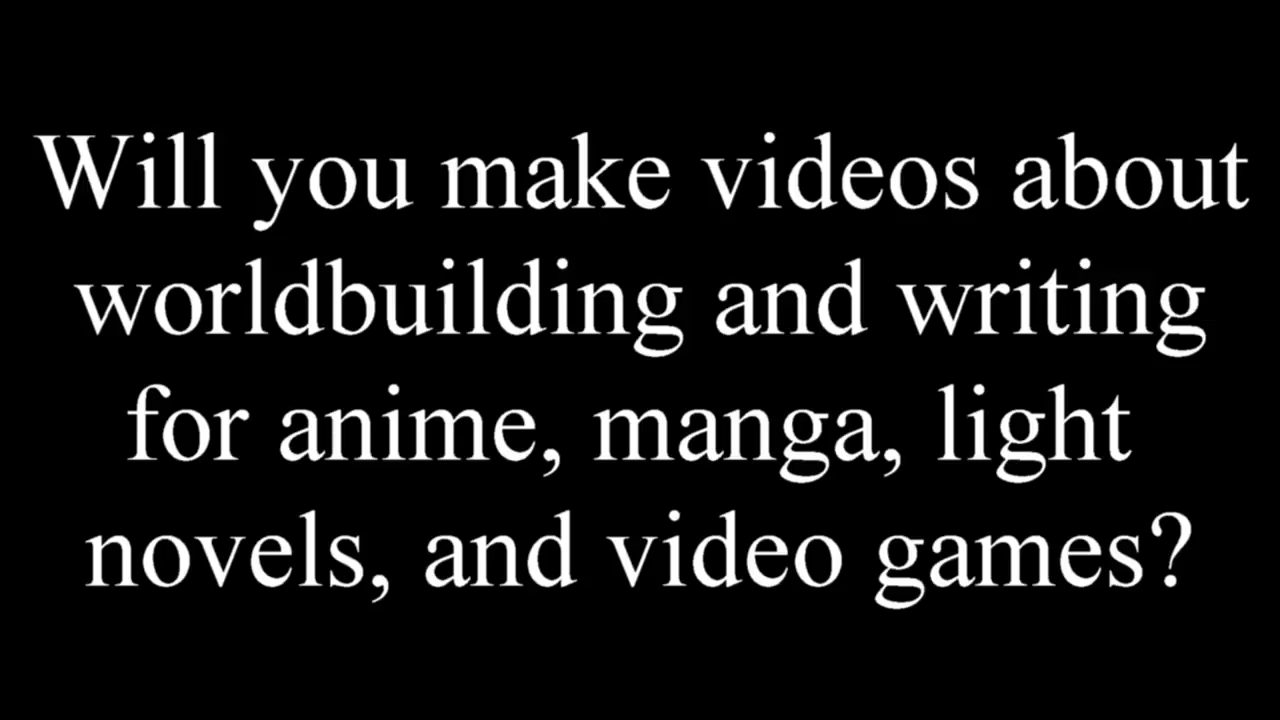 Will you make videos about
worldbuilding and writing
for anime, manga, light
novels, and video games?